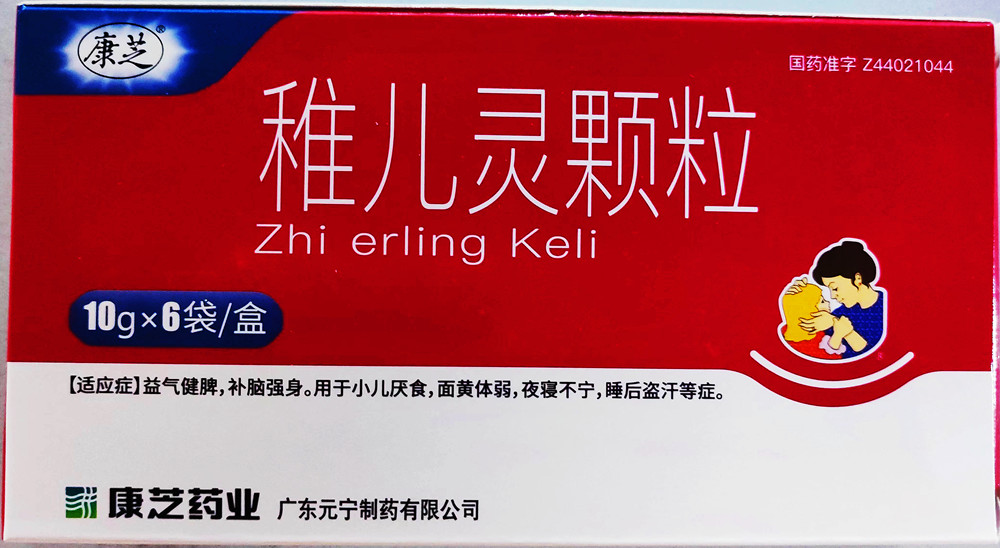 康芝®
国药准字 Z44021044
稚儿灵颗粒
Zhi erling Keli
10g×6袋/盒
【适应症】益气健脾,补脑强身。用于小儿厌食,面黄体弱,夜寝不宁,睡后盗汗等症。
康芝药业 广东元宁制药有限公司